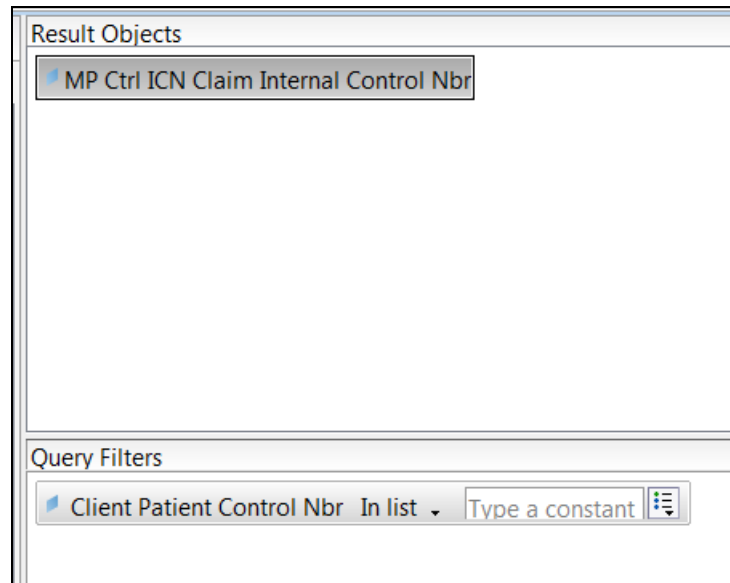 Result Objects
MP Ctrl ICN Claim Internal Control Nbr
Query Filters
Client Patient Control Nbr In list Type a constant